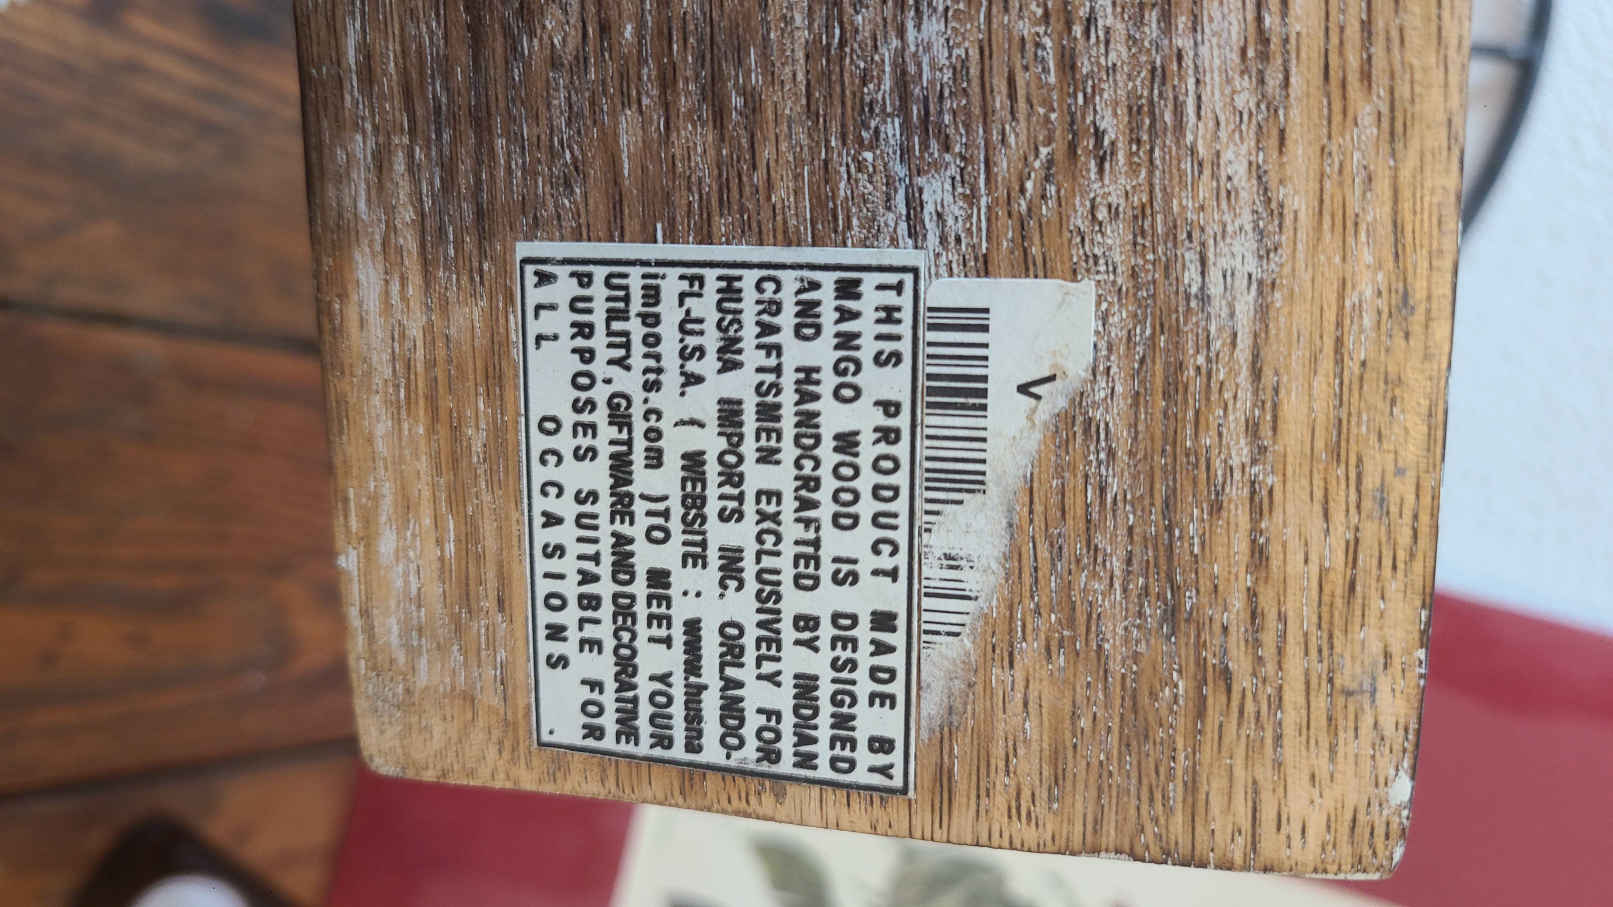 THIS PRODUCT MADE BY
MANGO WOOD IS DESIGNED
AND HANDCRAFTED BY INDIAN
CRAFTSMEN EXCLUSIVELY FOR
HUSNA IMPORTS INC. ORLANDO-
FL-U.S.A. ( WEBSITE : www.husna
imports.com )TO MEET YOUR
UTILITY, GIFTWARE AND DECORATIVE
PURPOSES SUITABLE FOR
ALL OCCASIONS .
V